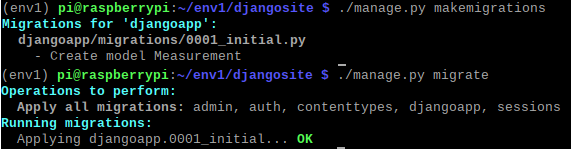 (env1) pi@raspberrypi:~/env1/djangosite $ ./manage.py makemigrations
Migrations for 'djangoapp':
  djangoapp/migrations/0001_initial.py
    - Create model Measurement
(env1) pi@raspberrypi:~/env1/djangosite $ ./manage.py migrate
Operations to perform:
  Apply all migrations: admin, auth, contenttypes, djangoapp, sessions
Running migrations:
  Applying djangoapp.0001_initial... OK